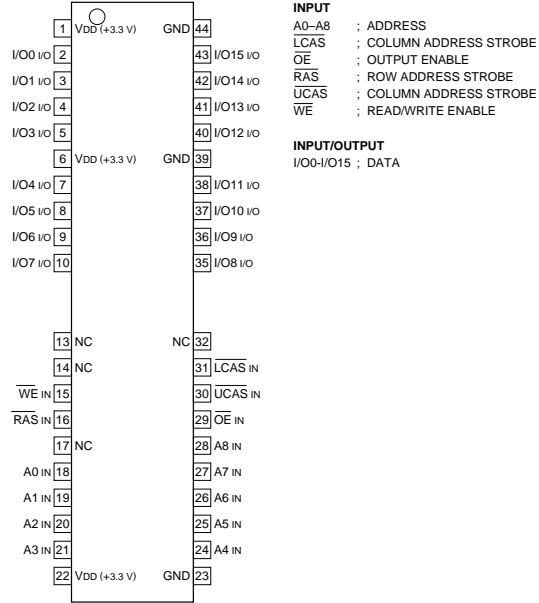 1 VDD (+3.3 V) GND 44
I/O0 I/O 2 43 I/O15 I/O
I/O1 I/O 3 42 I/O14 I/O
I/O2 I/O 4 41 I/O13 I/O
I/O3 I/O 5 40 I/O12 I/O
6 VDD (+3.3 V) GND 39
I/O4 I/O 7 38 I/O11 I/O
I/O5 I/O 8 37 I/O10 I/O
I/O6 I/O 9 36 I/O9 I/O
I/O7 I/O 10 35 I/O8 I/O
13 NC NC 32
14 NC 31 LCAS IN
WE IN 15 30 UCAS IN
RAS IN 16 29 OE IN
17 NC 28 A8 IN
A0 IN 18 27 A7 IN
A1 IN 19 26 A6 IN
A2 IN 20 25 A5 IN
A3 IN 21 24 A4 IN
22 VDD (+3.3 V) GND 23
INPUT
A0–A8 ; ADDRESS
LCAS ; COLUMN ADDRESS STROBE
OE ; OUTPUT ENABLE
RAS ; ROW ADDRESS STROBE
UCAS ; COLUMN ADDRESS STROBE
WE ; READ/WRITE ENABLE
INPUT/OUTPUT
I/O0-I/O15 ; DATA